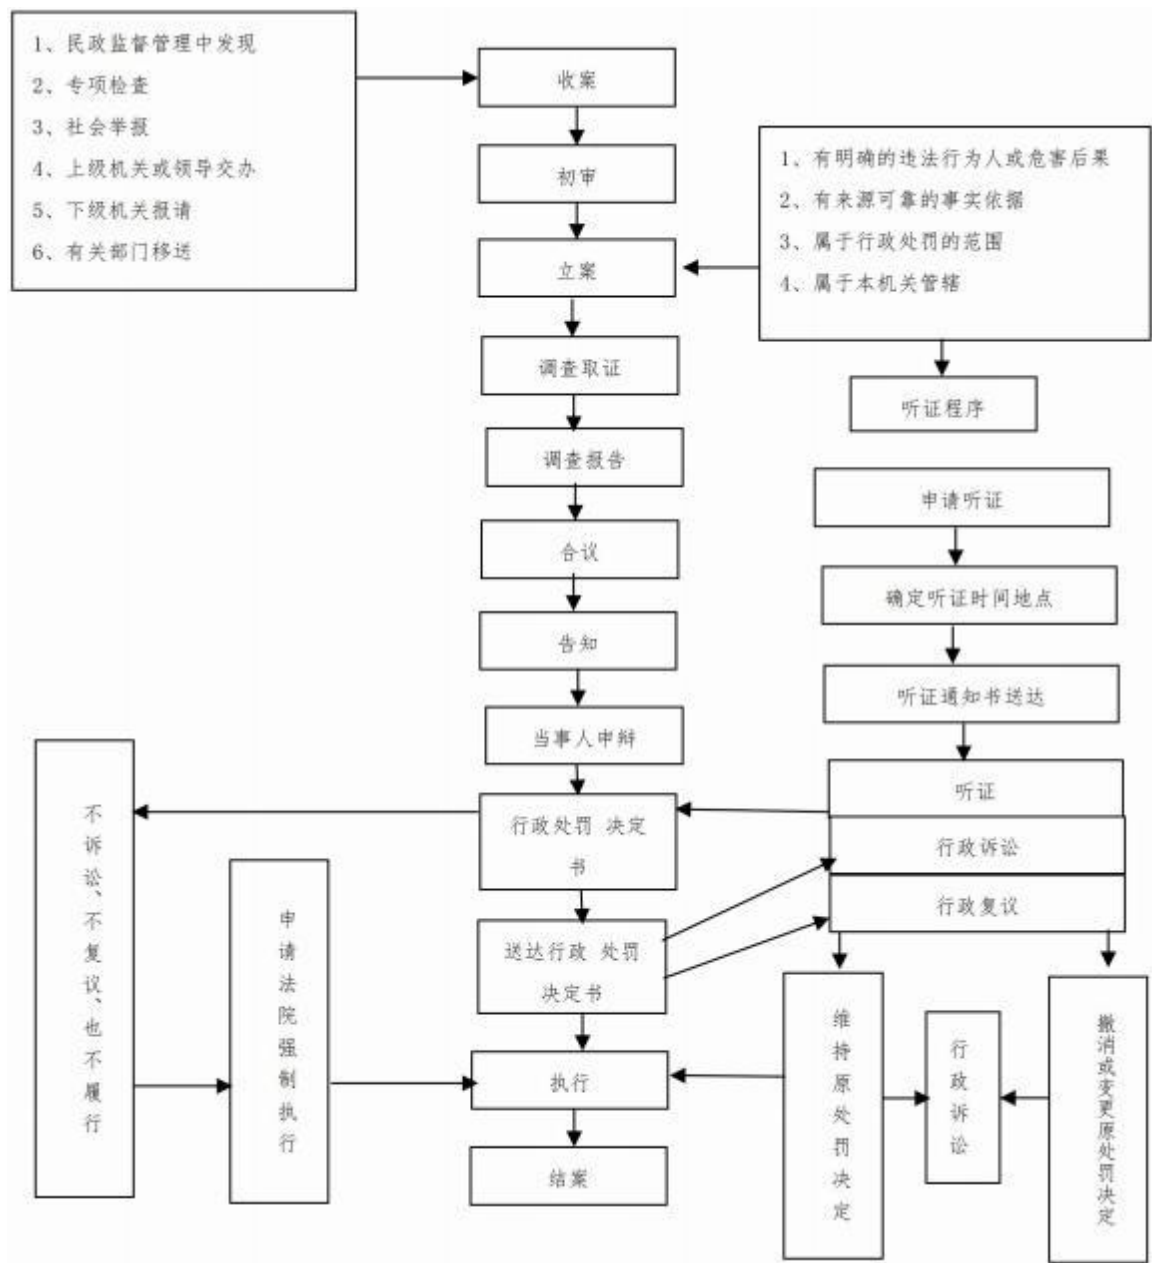 1、民政监督管理中发现
2、专项检查
3、社会举报
4、上级机关或领导交办
5、下级机关报请
6、有关部门移送
收案
初审
立案
1、有明确的违法行为人或危害后果
2、有来源可靠的事实依据
3、属于行政处罚的范围
4、属于本机关管辖
调查取证
听证程序
调查报告
申请听证
合议
确定听证时间地点
告知
听证通知书送达
当事人申辩
听证
行政处罚 决定
书
行政诉讼
行政复议
送达行政 处罚
决定书
不诉讼、不复议、也不履行
申请法院强制执行
执行
结案
维持原处罚决定
行政诉讼
撤消或变更原处罚决定